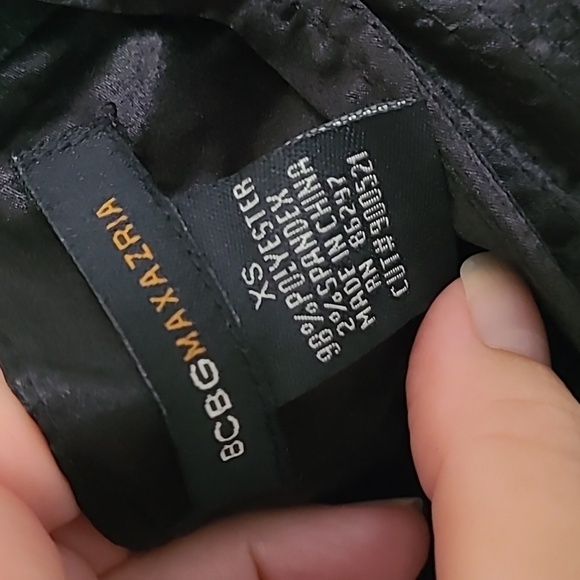 BCBGMAXAZRIA
XS
98%POLYESTER
2%SPANDEX
MADE IN CHINA
RN 86297
CUT# 900521